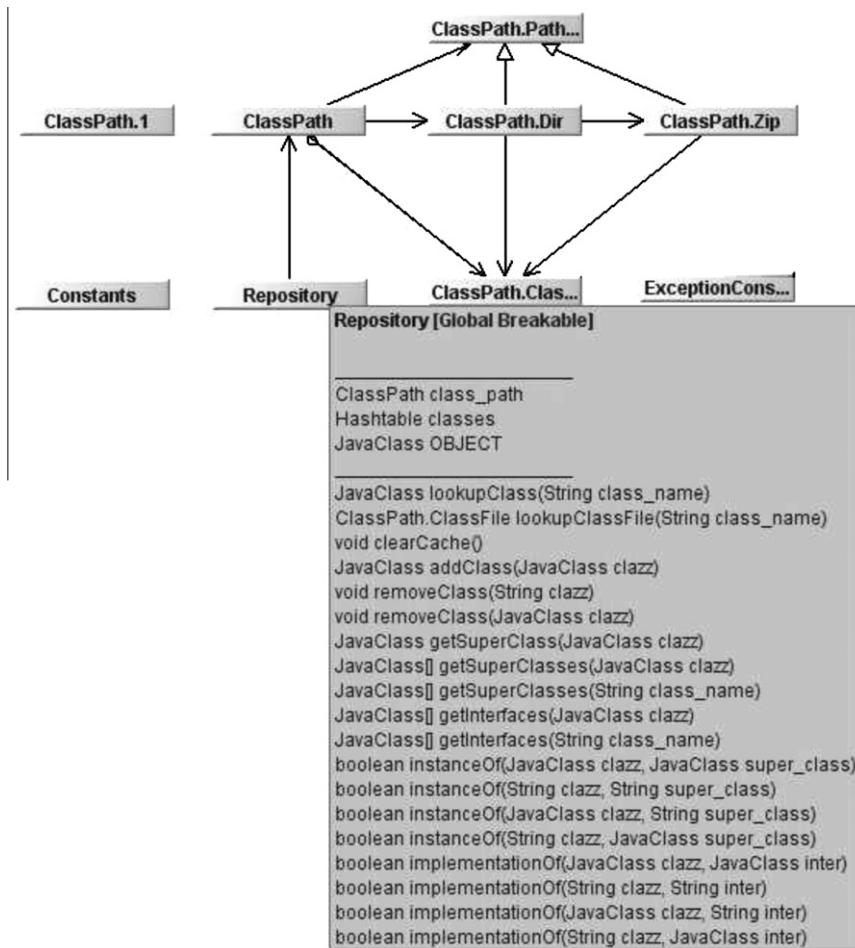 ClassPath.Path...
ClassPath.1
ClassPath
ClassPath.Dir
ClassPath.Zip
Constants
Repository
ClassPath.Clas...
ExceptionCons...
Repository [Global Breakable]
ClassPath class_path
Hashtable classes
JavaClass OBJECT
JavaClass lookupClass(String class_name)
ClassPath.ClassFile lookupClassFile(String class_name)
void clearCache()
JavaClass addClass(JavaClass clazz)
void removeClass(String clazz)
void removeClass(JavaClass clazz)
JavaClass getSuperClass(JavaClass clazz)
JavaClass[] getSuperClasses(JavaClass clazz)
JavaClass[] getSuperClasses(String class_name)
JavaClass[] getInterfaces(JavaClass clazz)
JavaClass[] getInterfaces(String class_name)
boolean instanceOf(JavaClass clazz, JavaClass super_class)
boolean instanceOf(String clazz, String super_class)
boolean instanceOf(JavaClass clazz, String super_class)
boolean instanceOf(String clazz, JavaClass super_class)
boolean implementationOf(JavaClass clazz, JavaClass inter)
boolean implementationOf(String clazz, String inter)
boolean implementationOf(JavaClass clazz, String inter)
boolean implementationOf(String clazz, JavaClass inter)